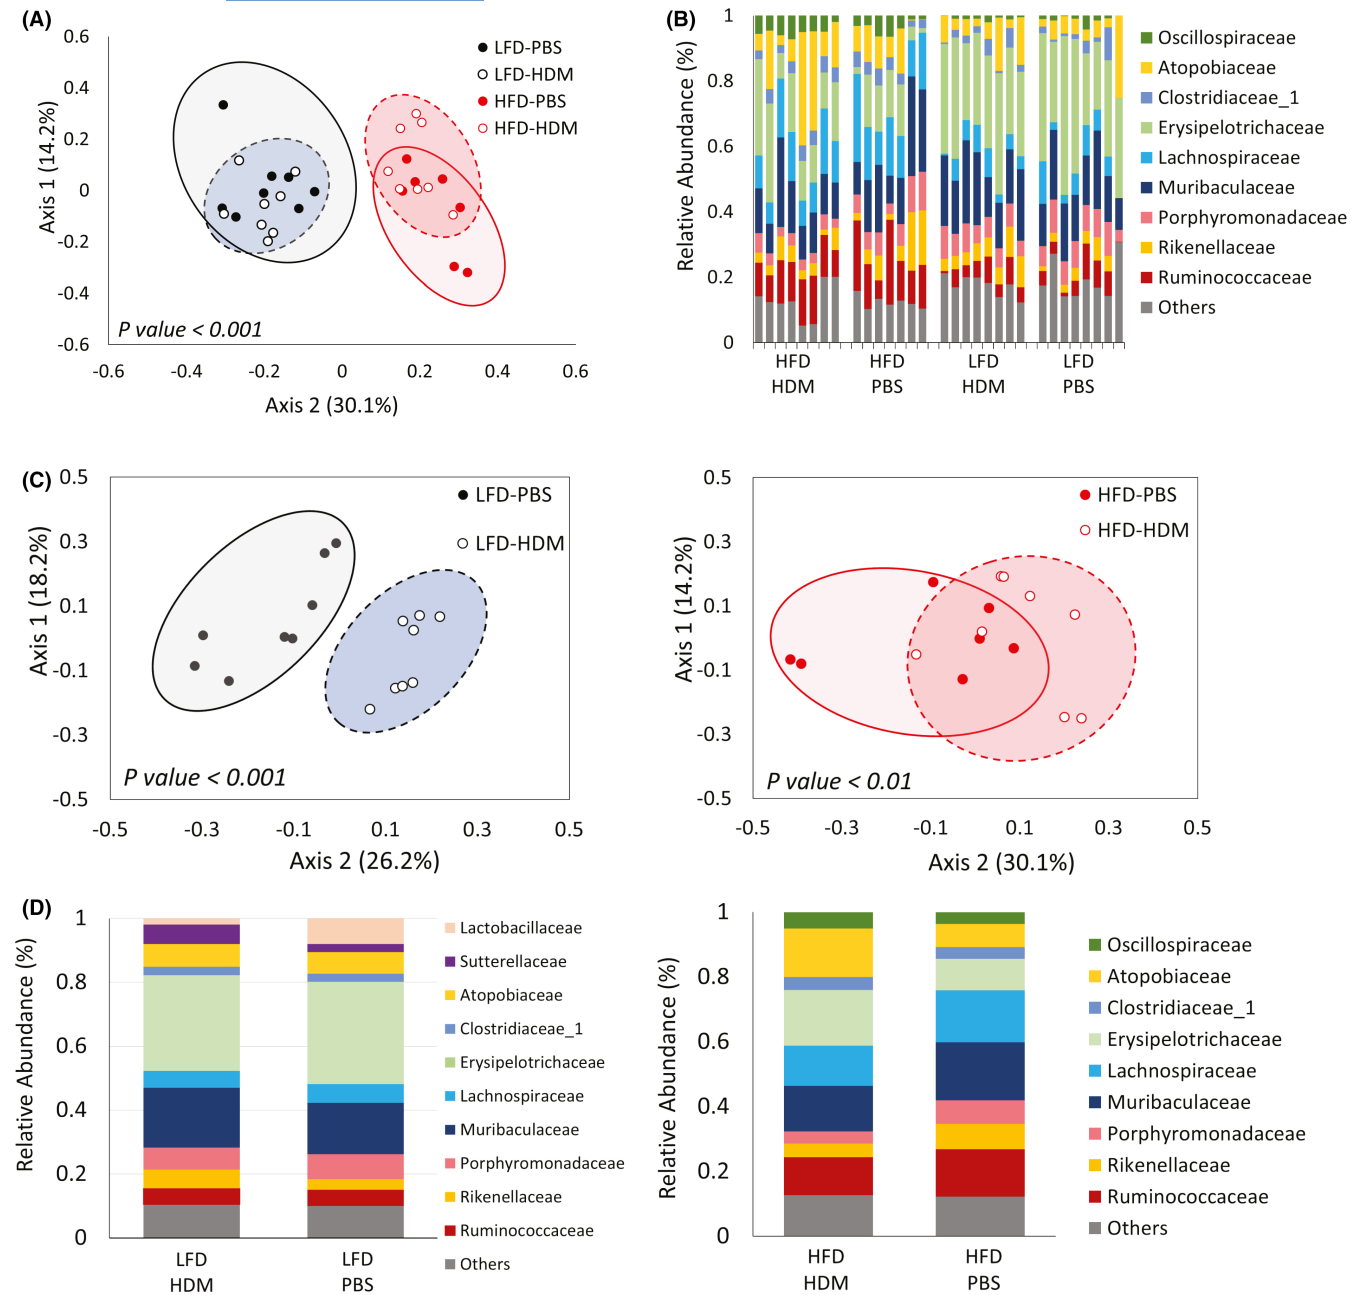 (A)
0.6
0.4
0.2
0
-0.2
-0.4
-0.6
Axis 1 (14.2%)
LFD-PBS
LFD-HDM
HFD-PBS
HFD-HDM
P value < 0.001
-0.6 -0.4 -0.2 0 0.2 0.4 0.6
Axis 2 (30.1%)
(B)
1
0.8
0.6
0.4
0.2
0
Relative Abundance (%)
HFD HFD LFD LFD
HDM PBS HDM PBS
Oscillospiraceae
Atopobiaceae
Clostridiaceae_1
Erysipelotrichaceae
Lachnospiraceae
Muribaculaceae
Porphyromonadaceae
Rikenellaceae
Ruminococcaceae
Others
(C)
0.5
0.3
0.1
-0.1
-0.3
-0.5
Axis 1 (18.2%)
LFD-PBS
LFD-HDM
P value < 0.001
-0.5 -0.3 -0.1 0.1 0.3 0.5
Axis 2 (26.2%)
0.5
0.3
0.1
-0.1
-0.3
-0.5
Axis 1 (14.2%)
HFD-PBS
HFD-HDM
P value < 0.01
-0.5 -0.3 -0.1 0.1 0.3 0.5
Axis 2 (30.1%)
(D)
1
0.8
0.6
0.4
0.2
0
Relative Abundance (%)
LFD LFD
HDM PBS
Lactobacillaceae
Sutterellaceae
Atopobiaceae
Clostridiaceae_1
Erysipelotrichaceae
Lachnospiraceae
Muribaculaceae
Porphyromonadaceae
Rikenellaceae
Ruminococcaceae
Others
1
0.8
0.6
0.4
0.2
0
Relative Abundance (%)
HFD HFD
HDM PBS
Oscillospiraceae
Atopobiaceae
Clostridiaceae_1
Erysipelotrichaceae
Lachnospiraceae
Muribaculaceae
Porphyromonadaceae
Rikenellaceae
Ruminococcaceae
Others